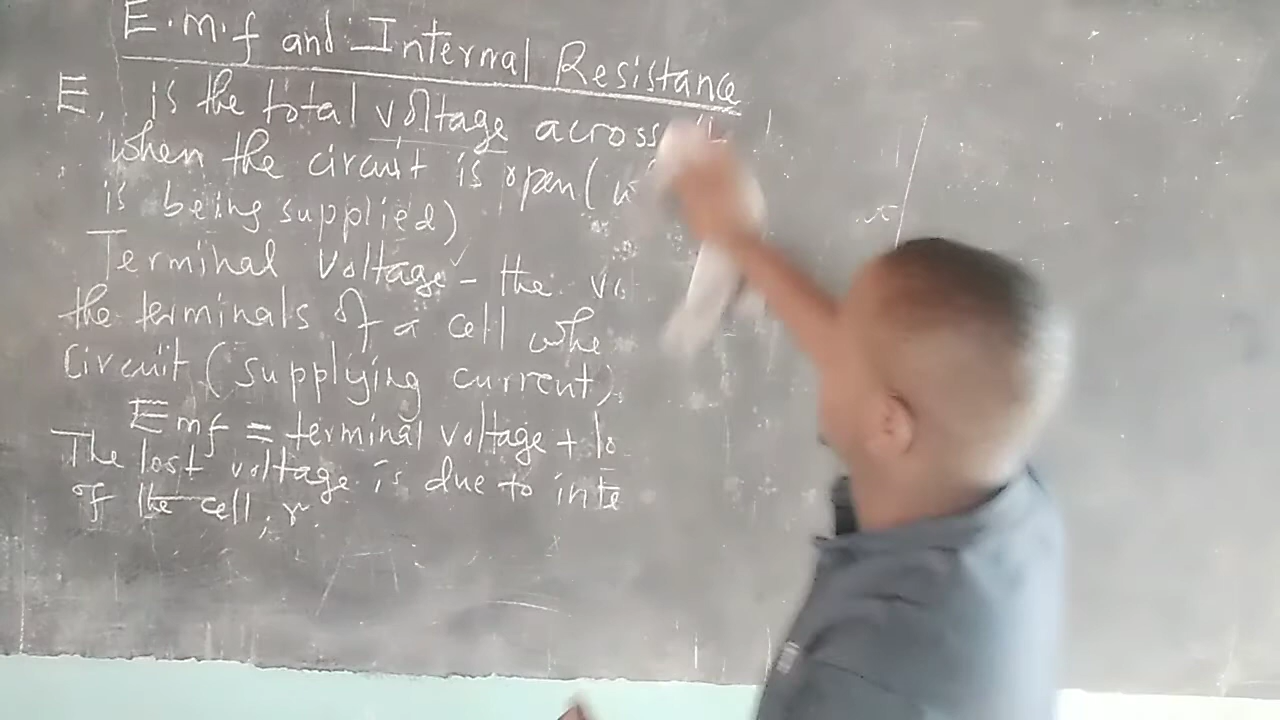 E.m.f and Internal Resistance
E, is the total voltage across
when the circuit is open (
is being supplied)
Terminal Voltage - the
the terminals of a cell whe
Circuit (supplying current).
Emf = terminal voltage + lo
The lost voltage is due to inte
of the cell, r.